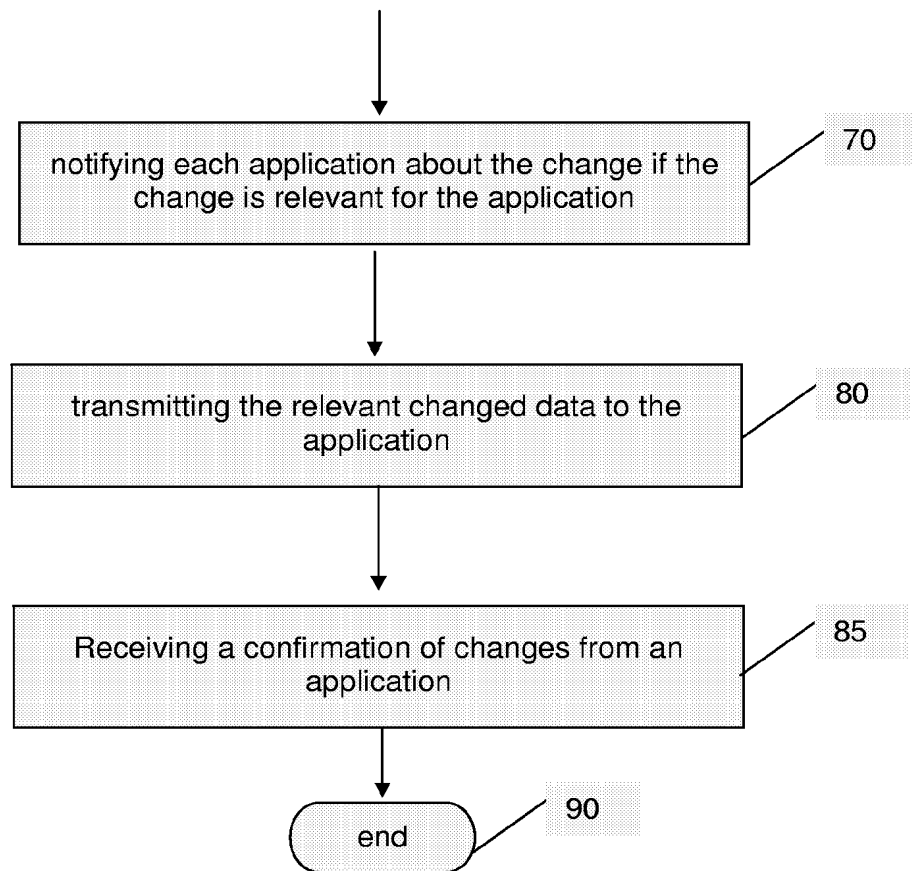 notifying each application about the change if the
change is relevant for the application
70
transmitting the relevant changed data to the
application
80
Receiving a confirmation of changes from an
application
85
end
90